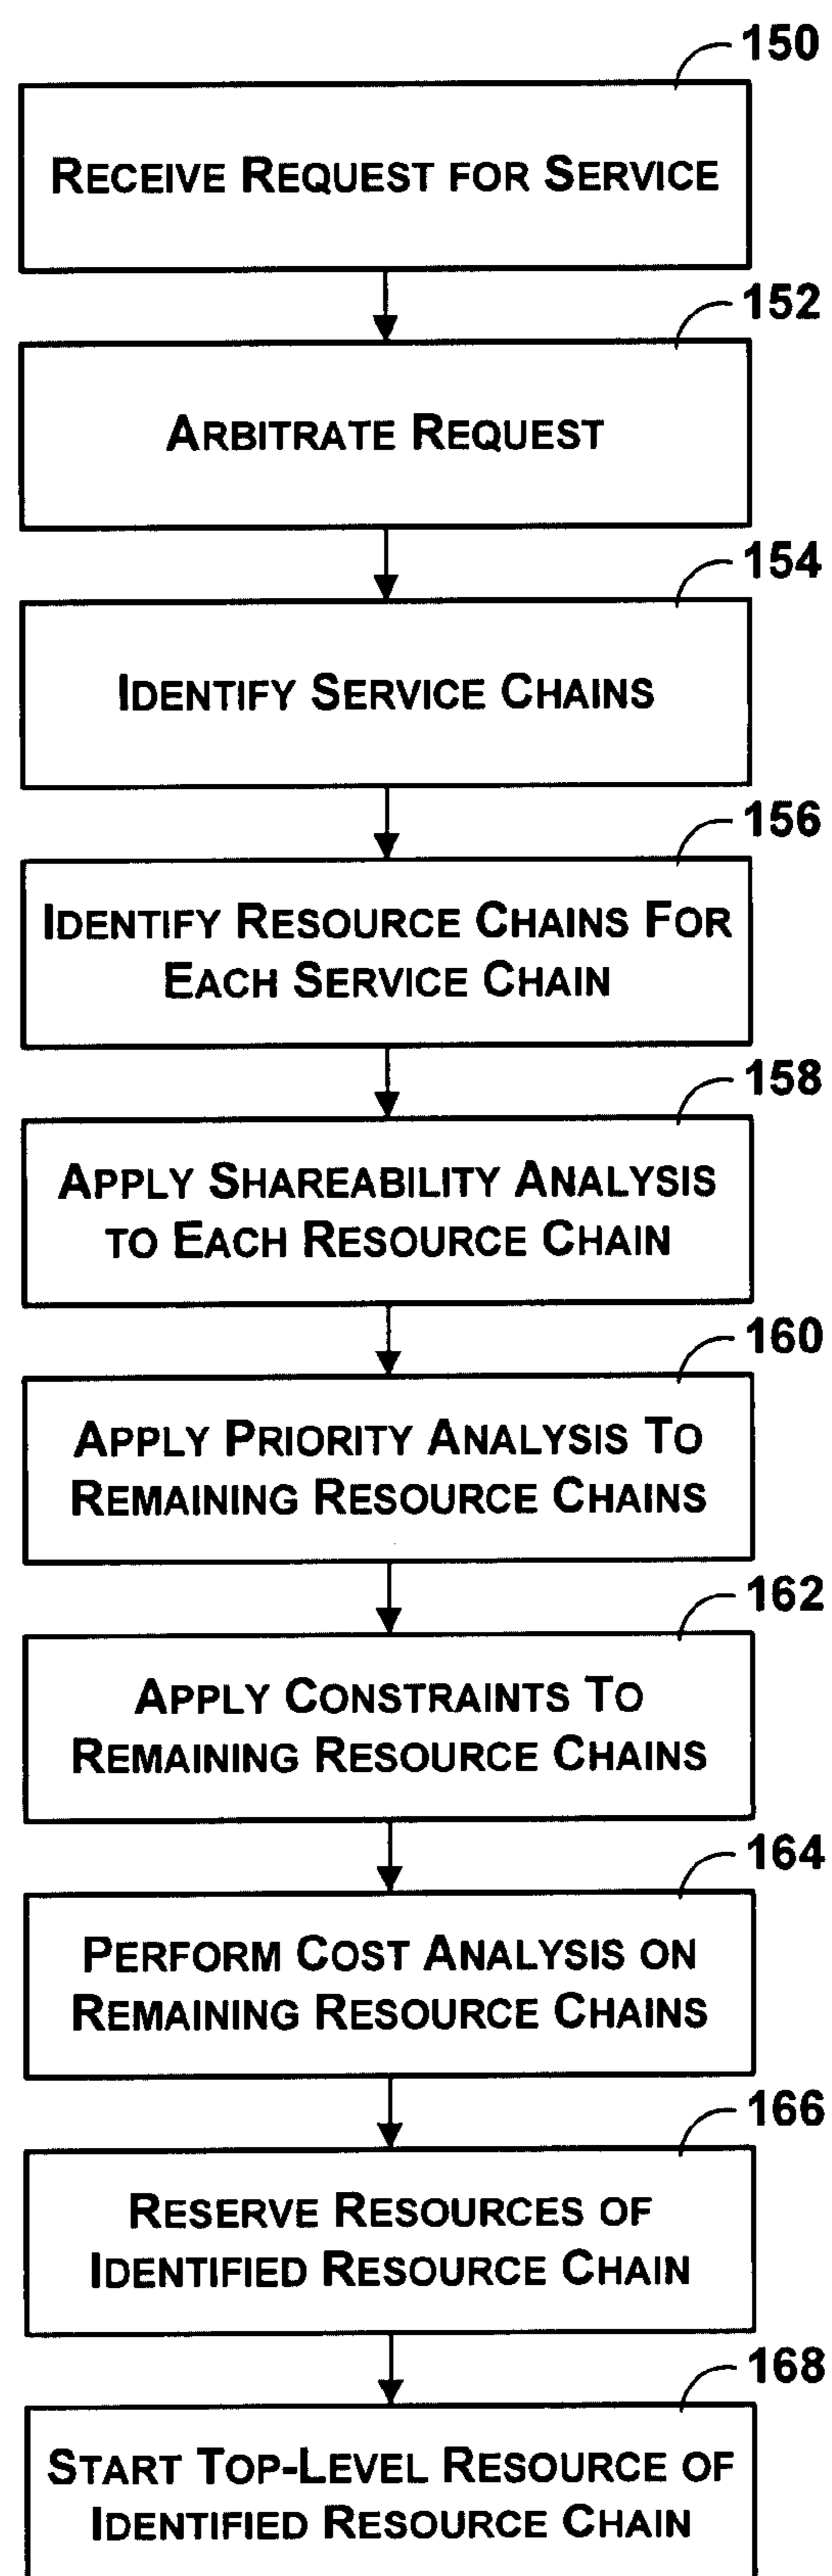 150
RECEIVE REQUEST FOR SERVICE
152
ARBITRATE REQUEST
154
IDENTIFY SERVICE CHAINS
156
IDENTIFY RESOURCE CHAINS FOR
EACH SERVICE CHAIN
158
APPLY SHAREABILITY ANALYSIS
TO EACH RESOURCE CHAIN
160
APPLY PRIORITY ANALYSIS TO
REMAINING RESOURCE CHAINS
162
APPLY CONSTRAINTS TO
REMAINING RESOURCE CHAINS
164
PERFORM COST ANALYSIS ON
REMAINING RESOURCE CHAINS
166
RESERVE RESOURCES OF
IDENTIFIED RESOURCE CHAIN
168
START TOP-LEVEL RESOURCE OF
IDENTIFIED RESOURCE CHAIN